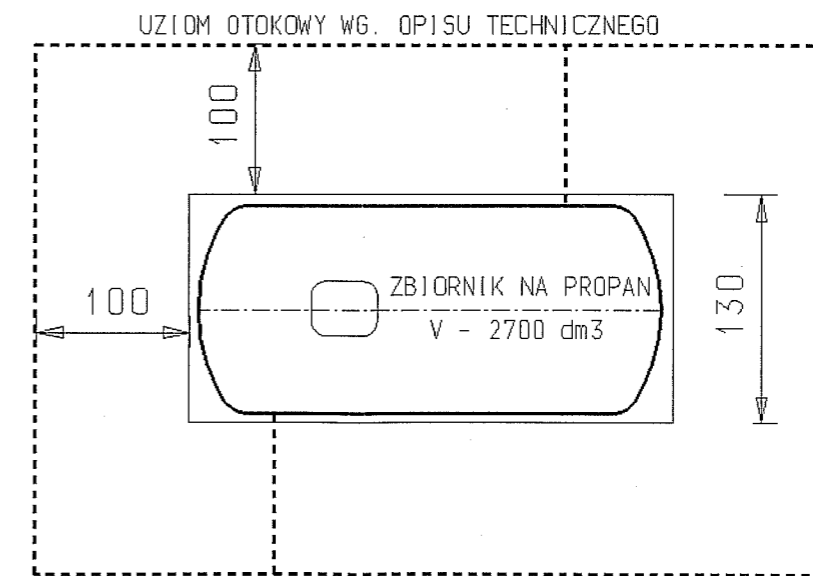 UZIOM OTOKOWY WG. OPISU TECHNICZNEGO
100
100
ZBIORNIK NA PROPAN
V - 2700 dm3
130